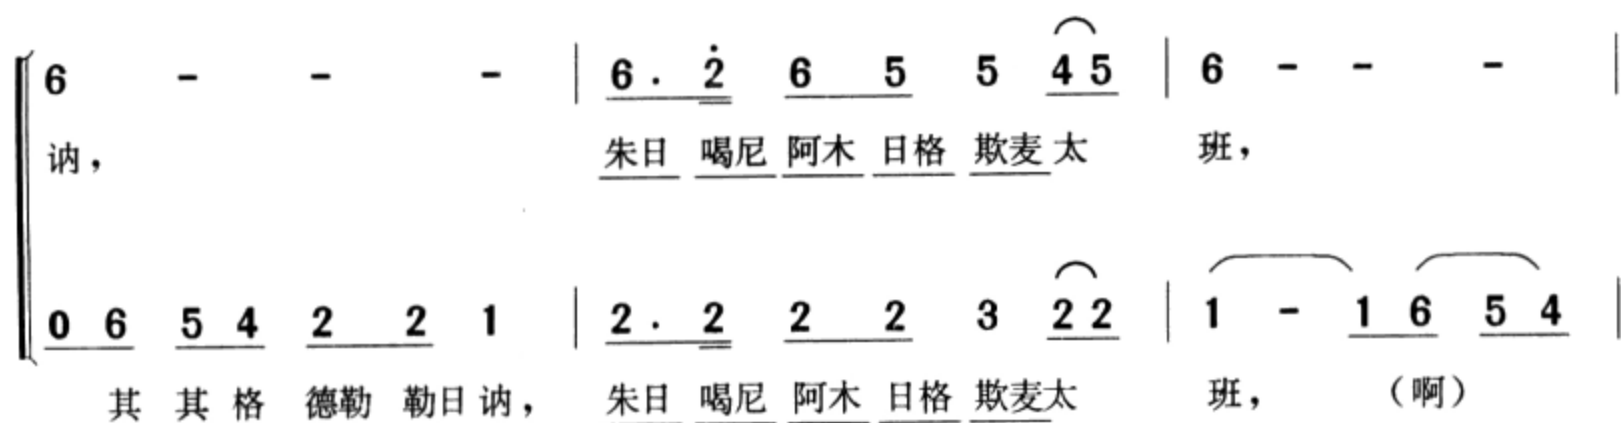 6 - - - | 6 · 2̇ 6 5 5 4 5 | 6 - - - |
讷， 朱日 喝尼 阿木 日格 欺麦 太 班，
0 6 5 4 2 2 1 | 2 · 2 2 2 3 2 2 | 1 - 1 6 5 4 |
其 其 格 德勒 勒日 讷， 朱日 喝尼 阿木 日格 欺麦 太 班， （啊）